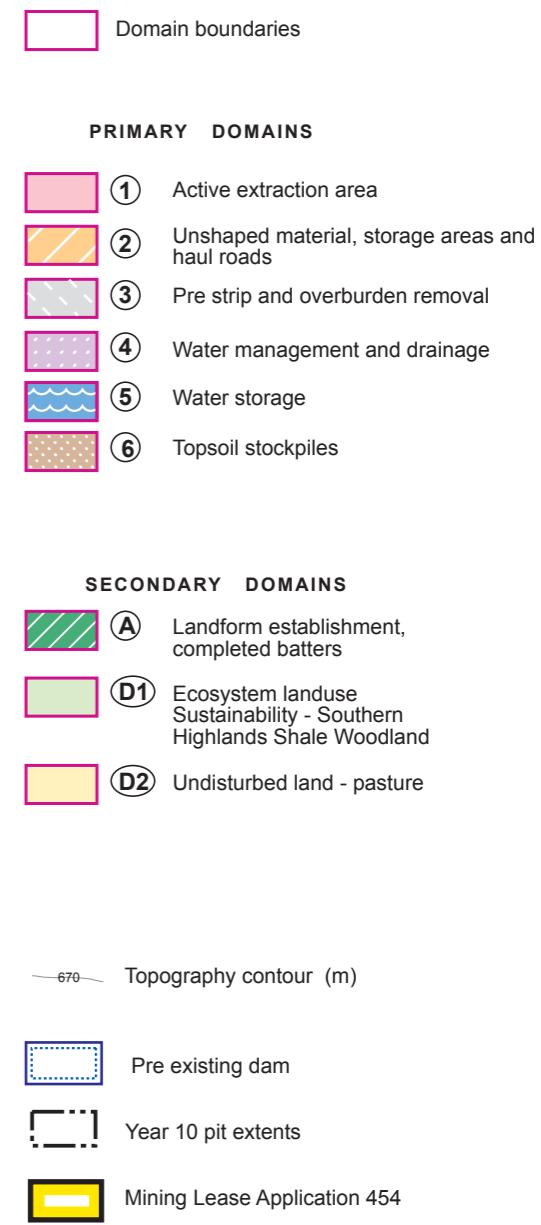 Domain boundaries
PRIMARY DOMAINS
1 Active extraction area
2 Unshaped material, storage areas and
haul roads
3 Pre strip and overburden removal
4 Water management and drainage
5 Water storage
6 Topsoil stockpiles
SECONDARY DOMAINS
A Landform establishment,
completed batters
D1 Ecosystem landuse
Sustainability - Southern
Highlands Shale Woodland
D2 Undisturbed land - pasture
670 Topography contour (m)
Pre existing dam
Year 10 pit extents
Mining Lease Application 454